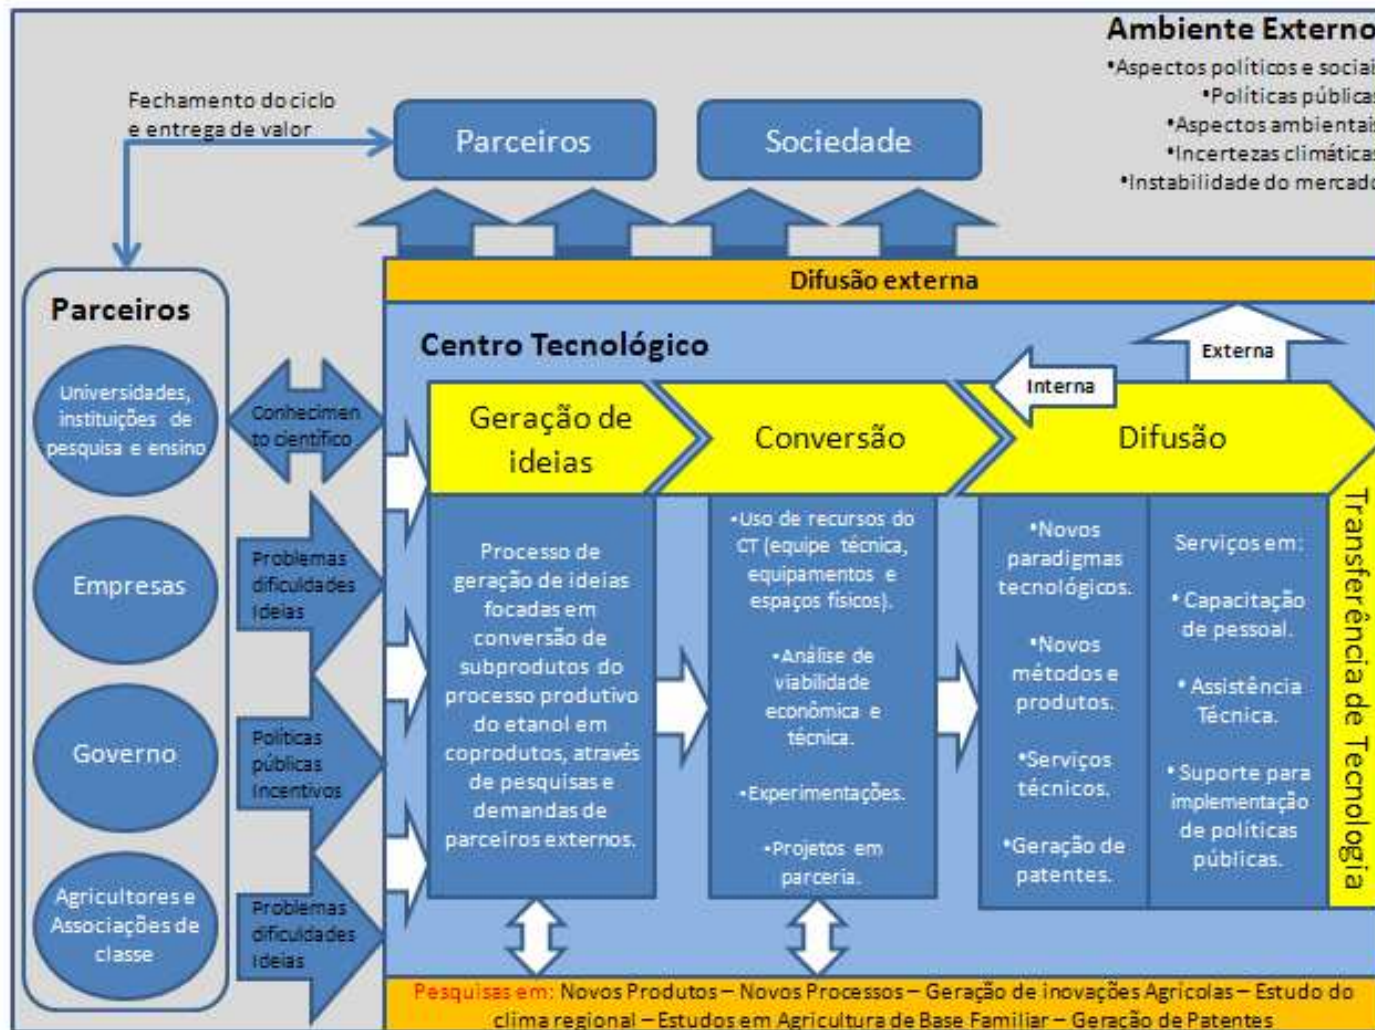 Ambiente Externo
•Aspectos políticos e sociai
•Políticas pública
•Aspectos ambientais
•Incertezas climáticas
•Instabilidade do mercado
Fechamento do ciclo
e entrega de valor
Parceiros
Sociedade
Difusão externa
Parceiros
Universidades,
instituições de
pesquisa e ensino
Empresas
Governo
Agricultores e
Associações de
classe
Conhecimen
to científico
Problemas
dificuldades
Ideias
Políticas
públicas
Incentivos
Problemas
dificuldades
Ideias
Centro Tecnológico
Geração de
ideias
Conversão
Interna
Externa
Difusão
Processo de
geração de ideias
focadas em
conversão de
subprodutos do
processo produtivo
do etanol em
coprodutos, através
de pesquisas e
demandas de
parceiros externos.
•Uso de recursos do
CT (equipe técnica,
equipamentos e
espaços físicos).
•Análise de
viabilidade
econômica e
técnica.
•Experimentações.
•Projetos em
parceria.
•Novos
paradigmas
tecnológicos.
•Novos
métodos e
produtos.
•Serviços
técnicos.
•Geração de
patentes.
Serviços em:
• Capacitação
de pessoal.
• Assistência
Técnica.
• Suporte para
implementação
de políticas
públicas.
Transferência de Tecnologia
Pesquisas em: Novos Produtos – Novos Processos – Geração de inovações Agrícolas – Estudo do
clima regional – Estudos em Agricultura de Base Familiar – Geração de Patentes